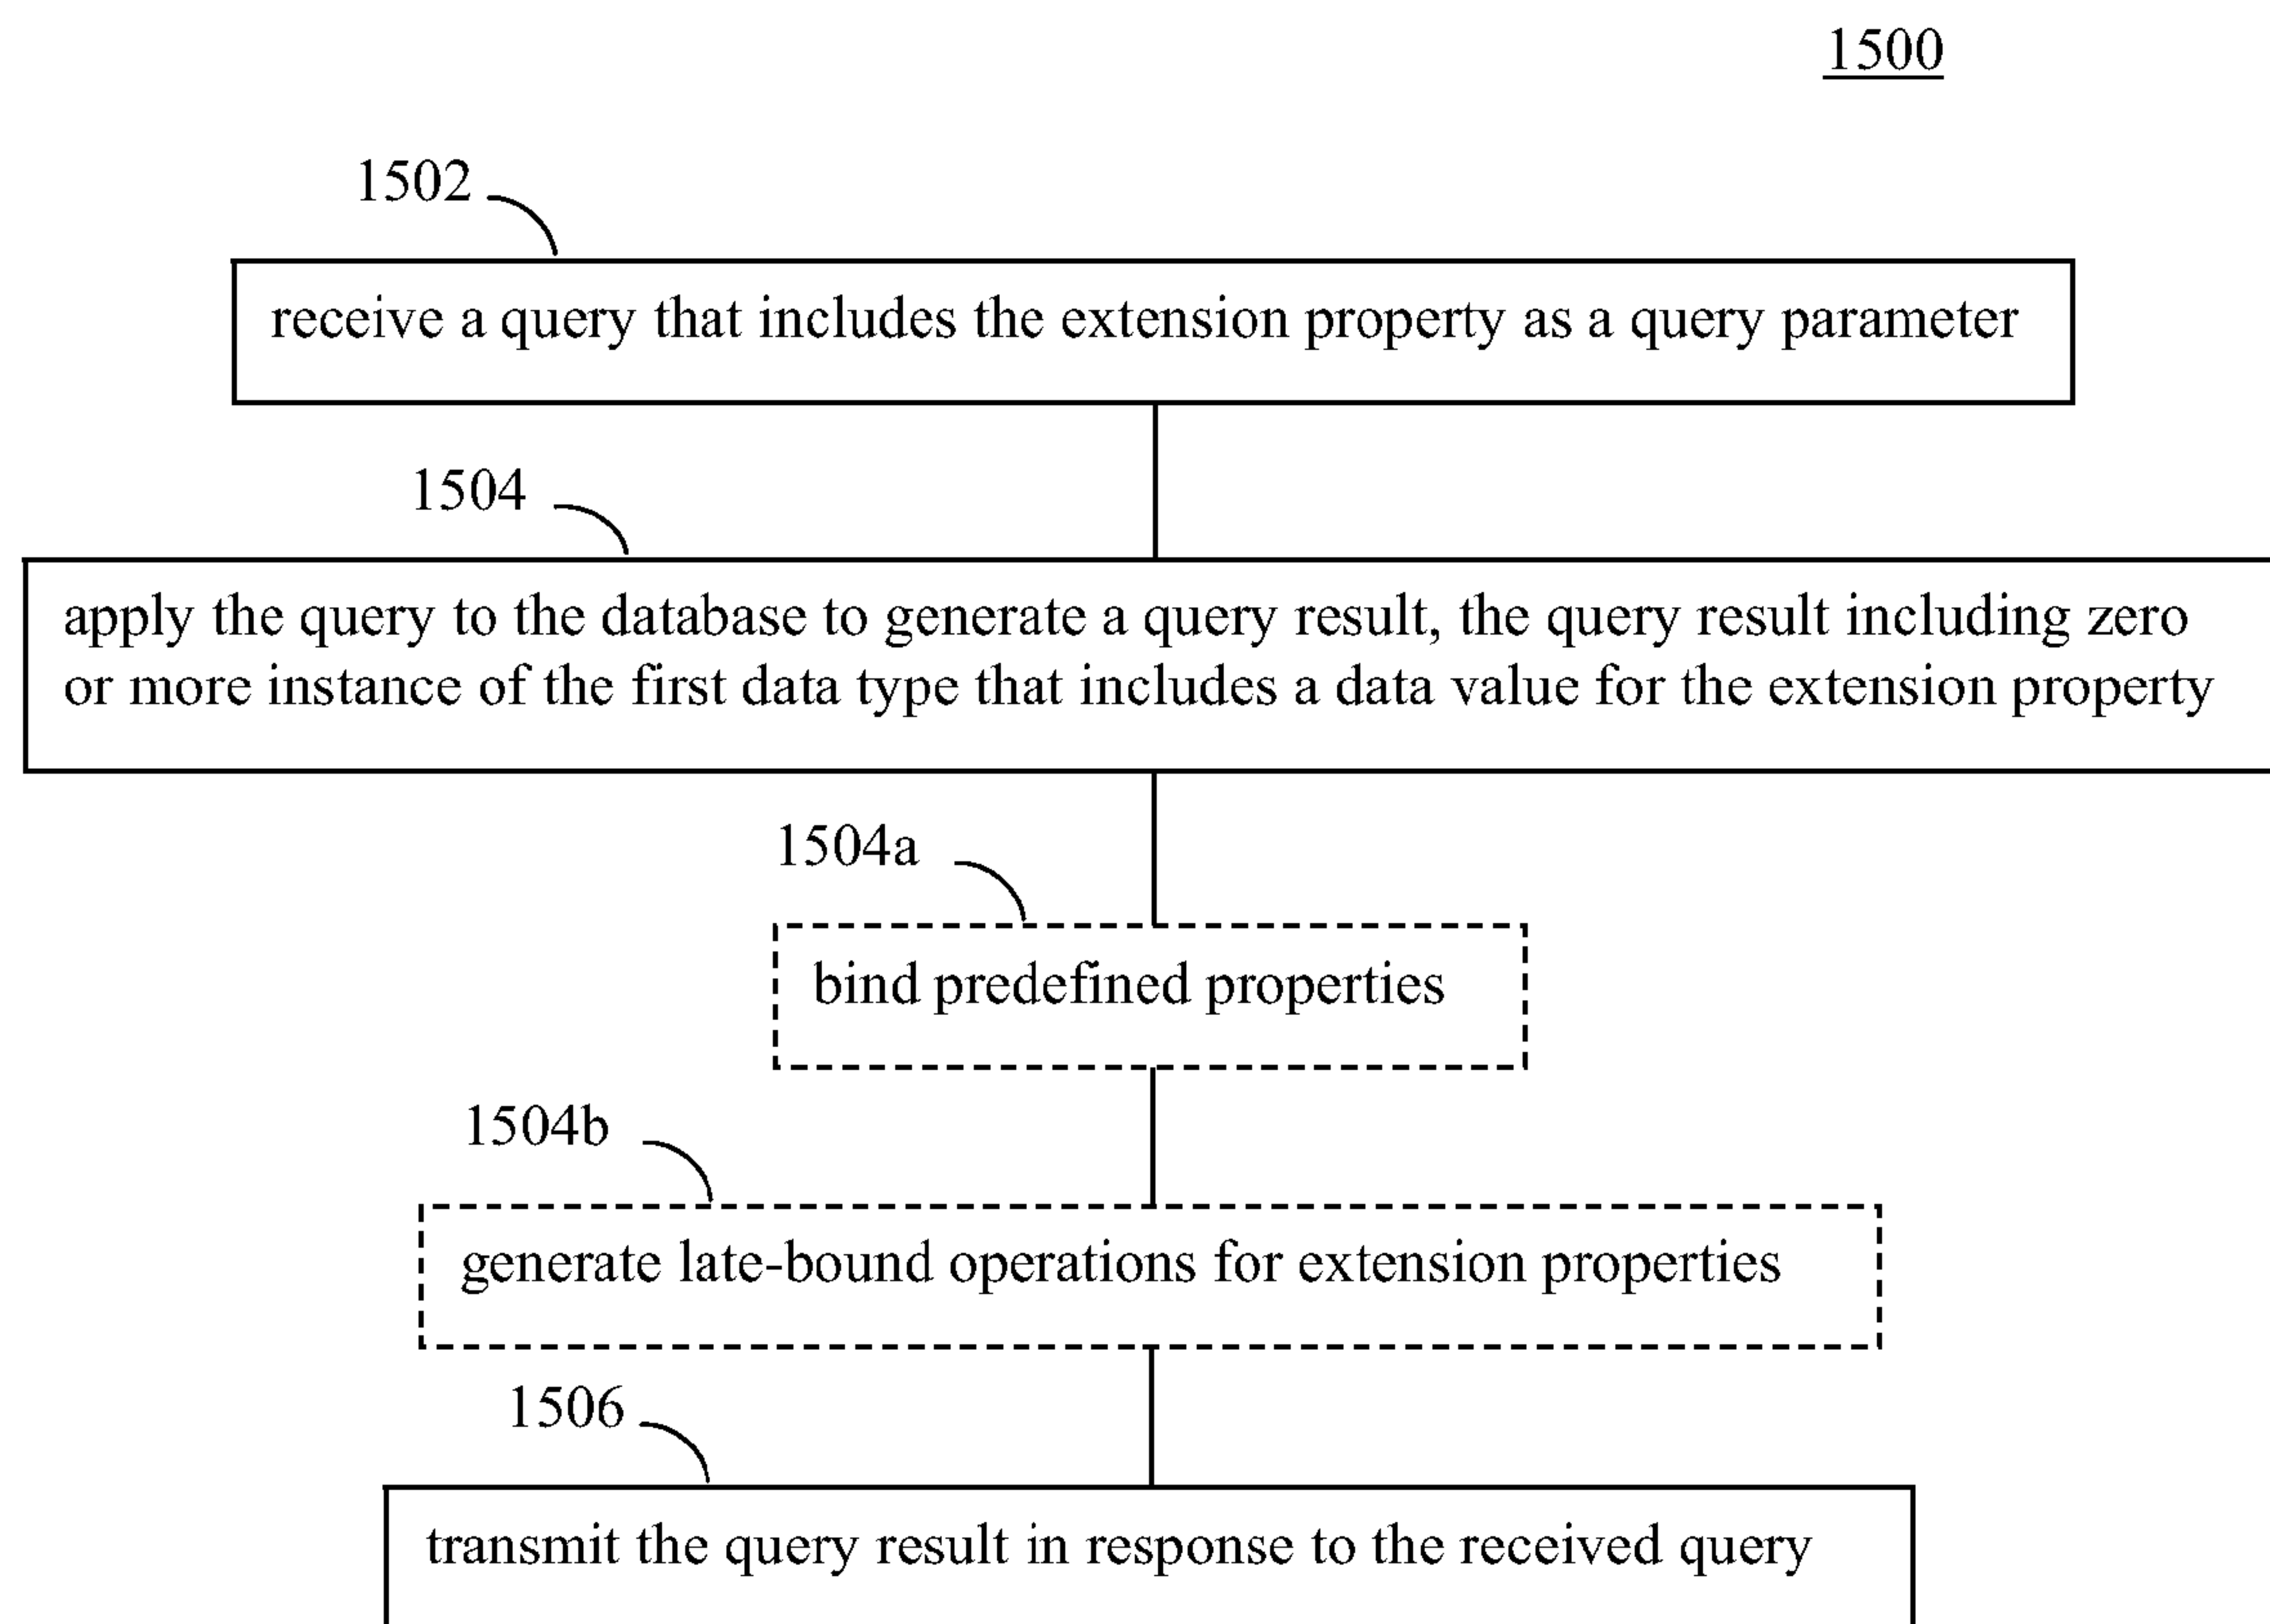 1500
1502
receive a query that includes the extension property as a query parameter
1504
apply the query to the database to generate a query result, the query result including zero
or more instance of the first data type that includes a data value for the extension property
1504a
bind predefined properties
1504b
generate late-bound operations for extension properties
1506
transmit the query result in response to the received query